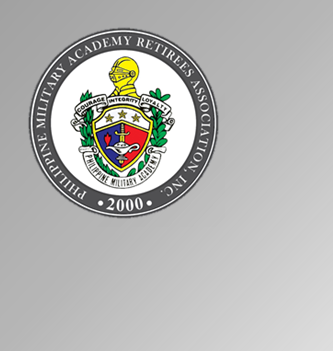 PHILIPPINE MILITARY ACADEMY RETIREES ASSOCIATION, INC.
COURAGE INTEGRITY LOYALTY
PHILIPPINE MILITARY ACADEMY
• 2000 •